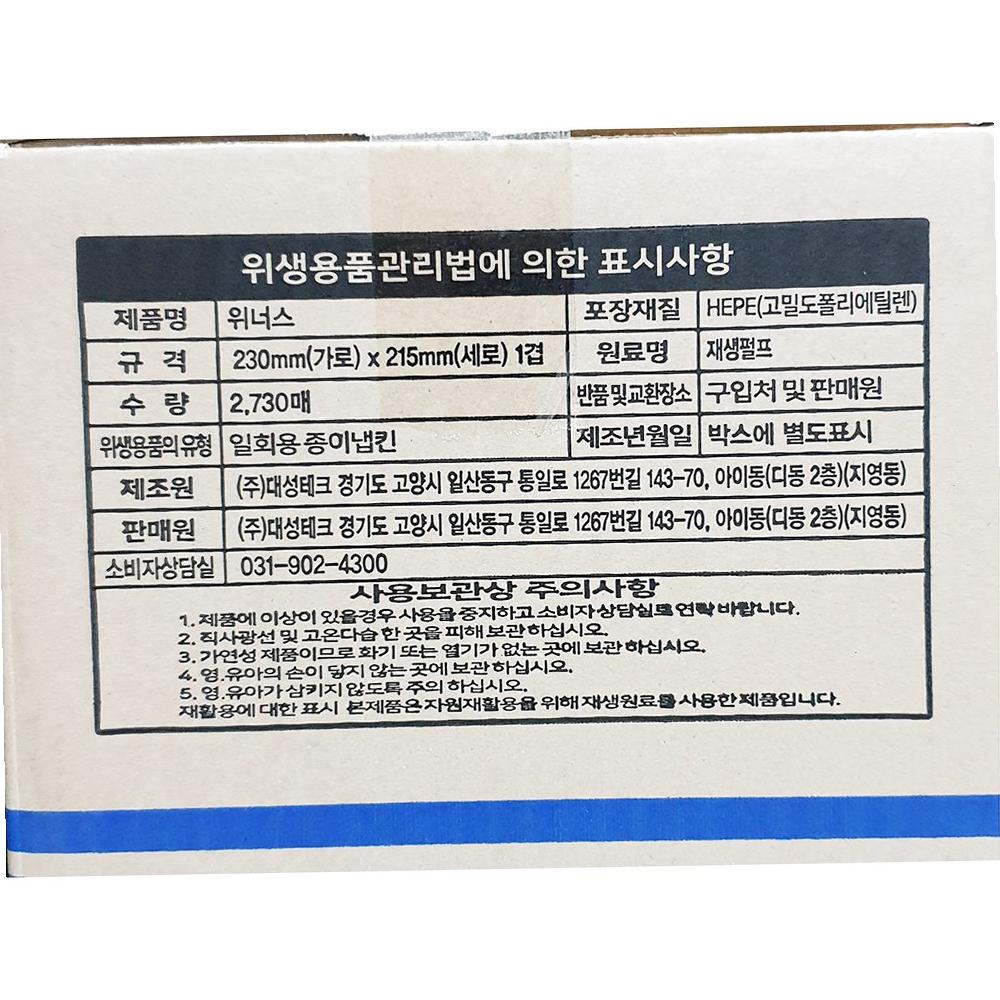 위생용품관리법에 의한 표시사항
제품명 위너스 포장재질 HEPE(고밀도폴리에틸렌)
규 격 230mm(가로) x 215mm(세로) 1겹 원료명 재생펄프
수 량 2,730매 반품및교환장소 구입처 및 판매원
위생용품의유형 일회용종이냅킨 제조년월일 박스에 별도표시
제조원 (주)대성테크 경기도 고양시 일산동구 통일로 1267번길 143-70, 아이동(디동 2층)(지영동)
판매원 (주)대성테크 경기도 고양시 일산동구 통일로 1267번길 143-70, 아이동(디동 2층)(지영동)
소비자상담실 031-902-4300
사용보관상 주의사항
1. 제품에 이상이 있을경우 사용을 중지하고 소비자상담실로 연락 바랍니다.
2. 직사광선 및 고온다습 한 곳을 피해 보관 하십시오.
3. 가연성 제품이므로 화기 또는 열기가 없는 곳에 보관 하십시오.
4. 영.유아의 손이 닿지 않는 곳에 보관 하십시오.
5. 영.유아가 삼키지 않도록 주의 하십시오.
재활용에 대한 표시 본제품은 자원재활용을 위해 재생원료를 사용한 제품입니다.